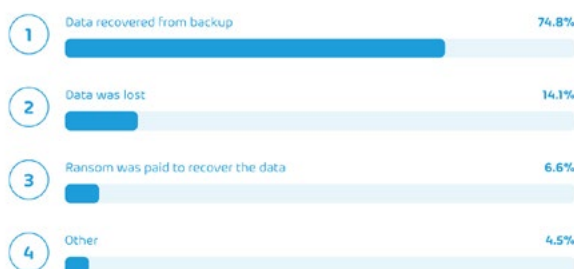 1
Data recovered from backup 74.8%
2
Data was lost 14.1%
3
Ransom was paid to recover the data 6.6%
4
Other 4.5%